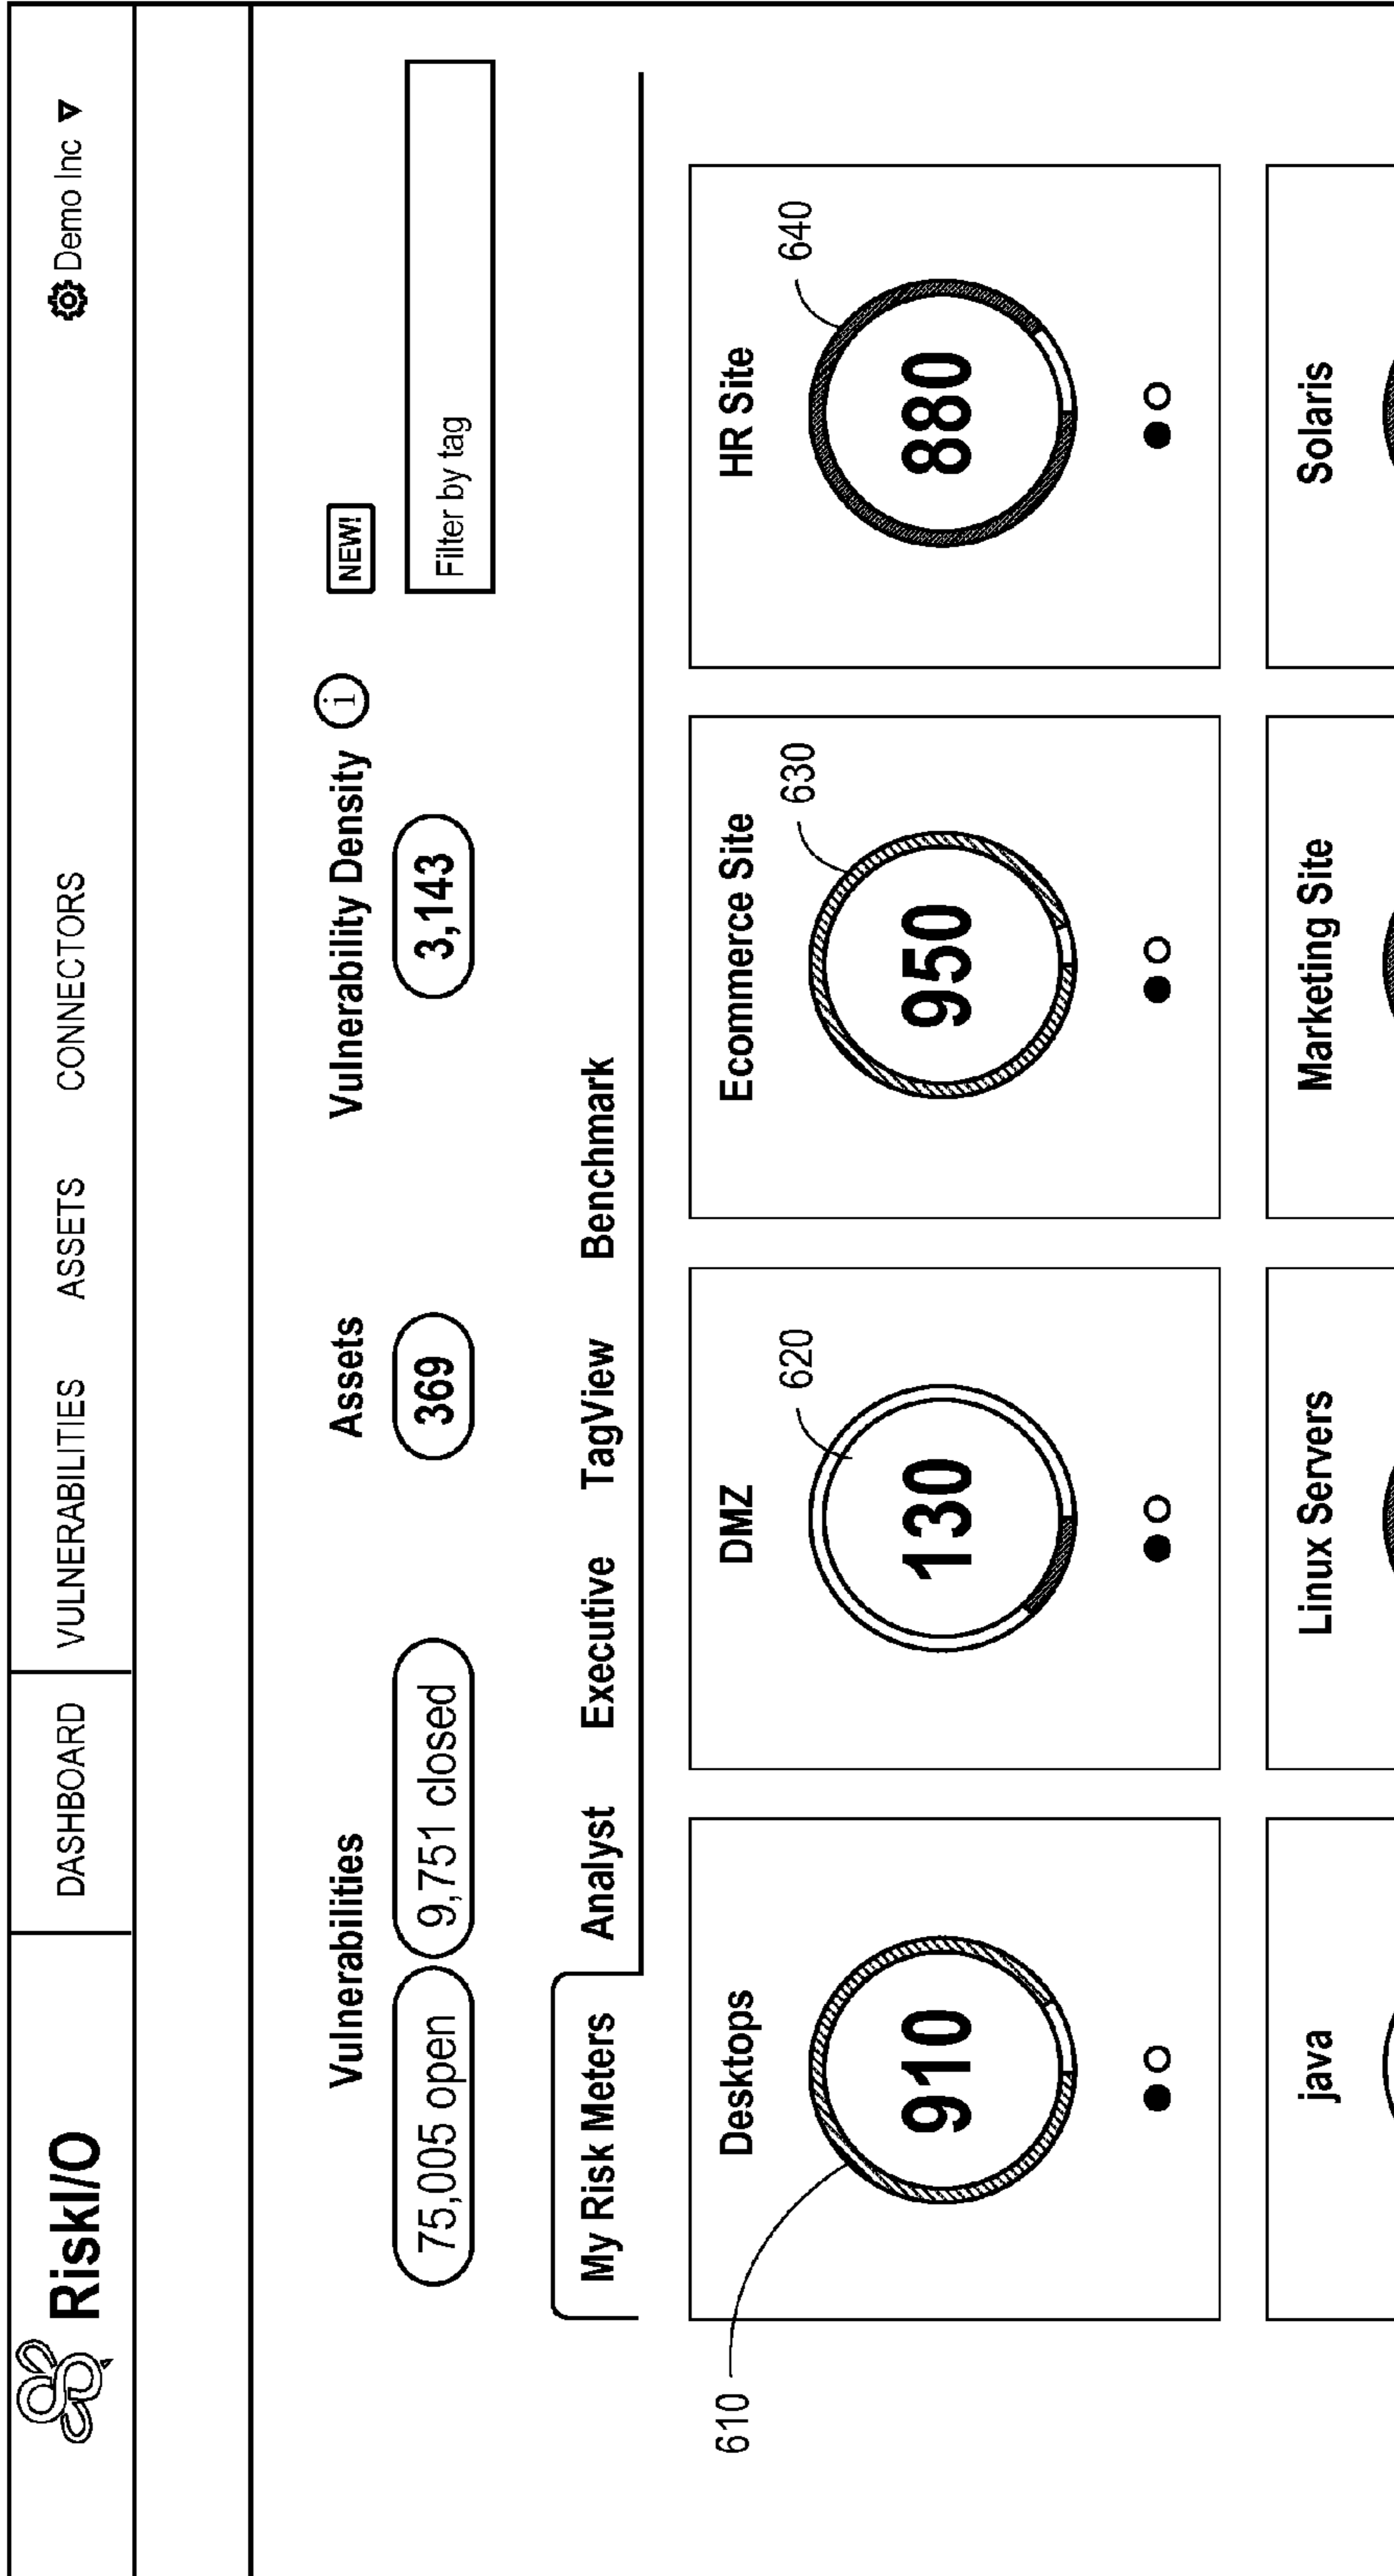 RiskI/O DASHBOARD VULNERABILITIES ASSETS CONNECTORS Demo Inc
Vulnerabilities Assets Vulnerability Density i NEW!
75,005 open 9,751 closed 369 3,143 Filter by tag
My Risk Meters Analyst Executive TagView Benchmark
610 Desktops DMZ Ecommerce Site HR Site
620 630 640
910 130 950 880
java Linux Servers Marketing Site Solaris